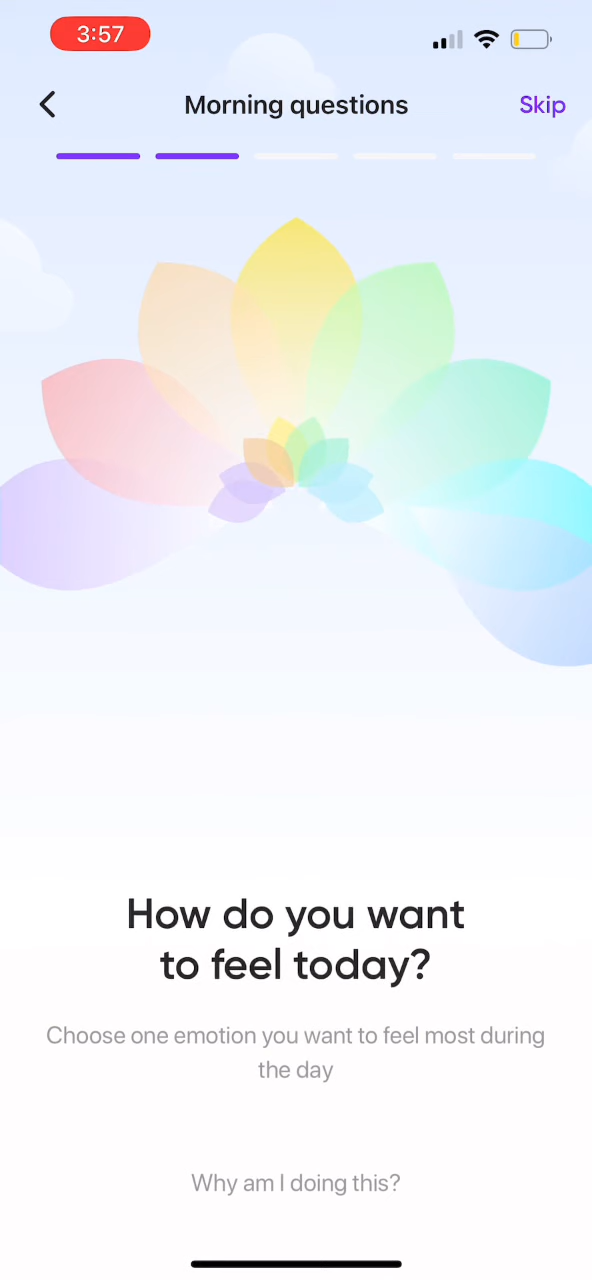 3:57
Morning questions
Skip
How do you want
to feel today?
Choose one emotion you want to feel most during
the day
Why am I doing this?